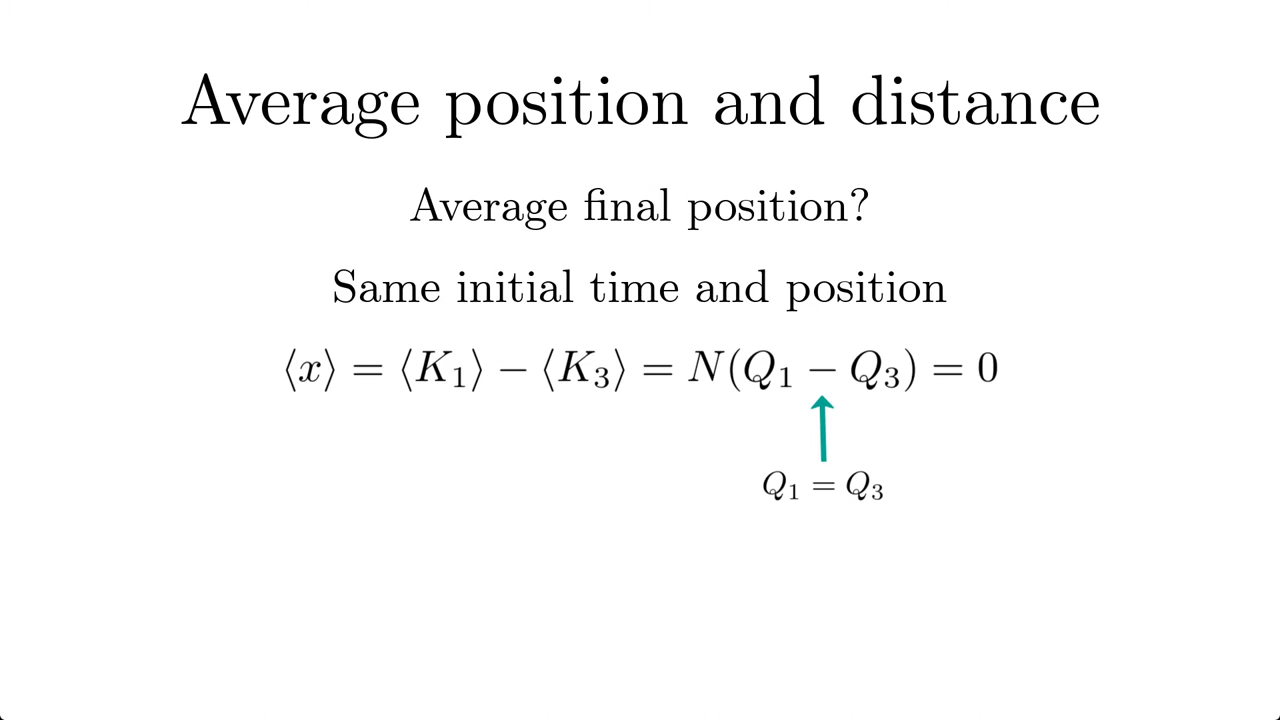 Average position and distance
Average final position?
Same initial time and position
⟨x⟩ = ⟨K₁⟩ − ⟨K₃⟩ = N(Q₁ − Q₃) = 0
Q₁ = Q₃